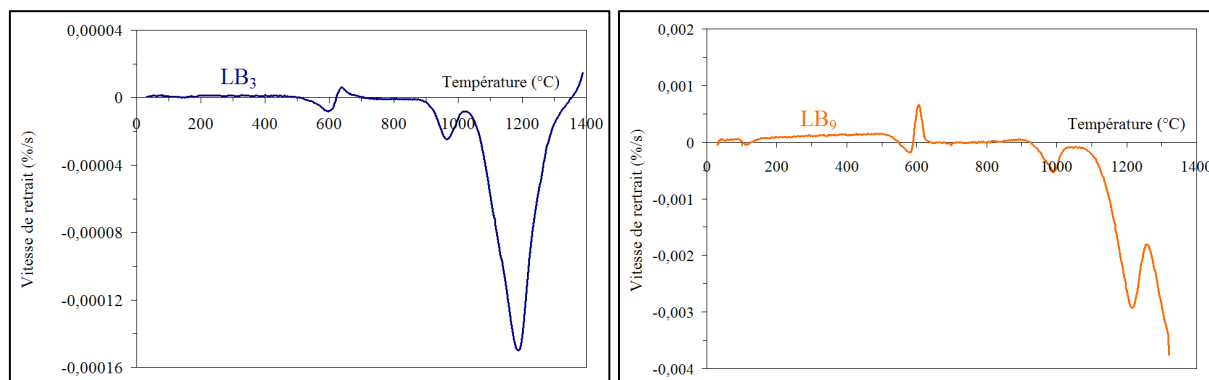 0,00004
0
-0,00004
-0,00008
-0,00012
-0,00016
0 200 400 600 800 1000 1200 1400
Vitesse de retrait (%/s)
Température (°C)
LB3
0,002
0,001
0
-0,001
-0,002
-0,003
-0,004
0 200 400 600 800 1000 1200 1400
Vitesse de rertrait (%/s)
Température (°C)
LB9